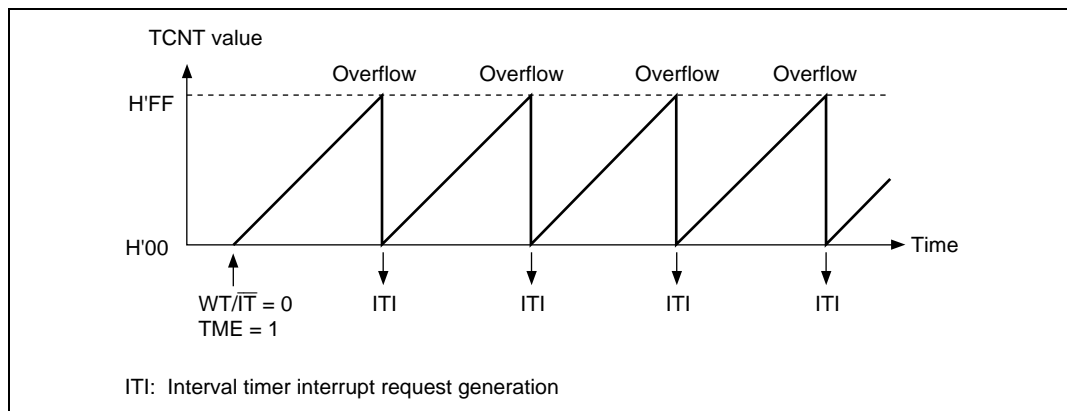 TCNT value
Overflow Overflow Overflow Overflow
H'FF
H'00
Time
WT/I̅T̅ = 0
TME = 1
ITI ITI ITI ITI
ITI: Interval timer interrupt request generation